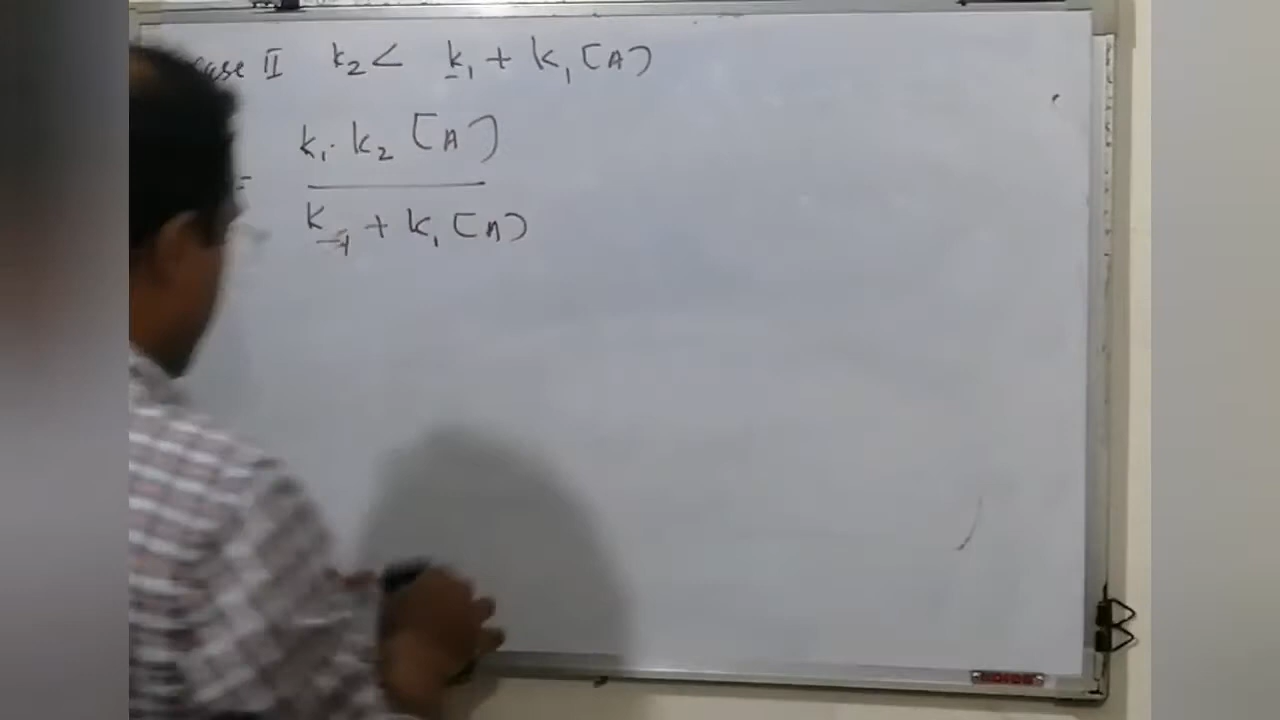 case II k₂ < k₋₁ + k₁ [A]
= k₁ · k₂ [A]
k₋₁ + k₁ [A]